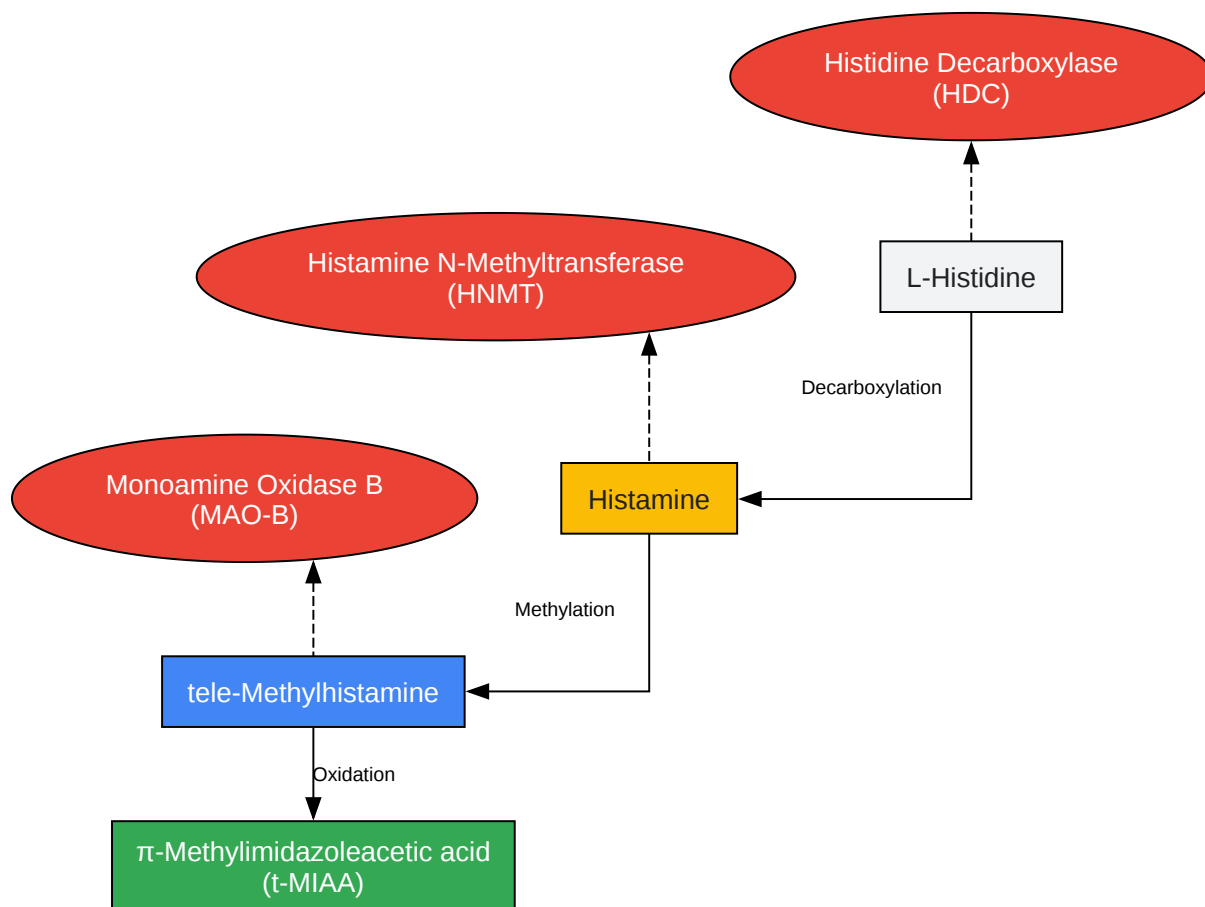 Histidine Decarboxylase
(HDC)
Histamine N-Methyltransferase
(HNMT)
L-Histidine
Decarboxylation
Monoamine Oxidase B
(MAO-B)
Histamine
Methylation
tele-Methylhistamine
Oxidation
π-Methylimidazoleacetic acid
(t-MIAA)